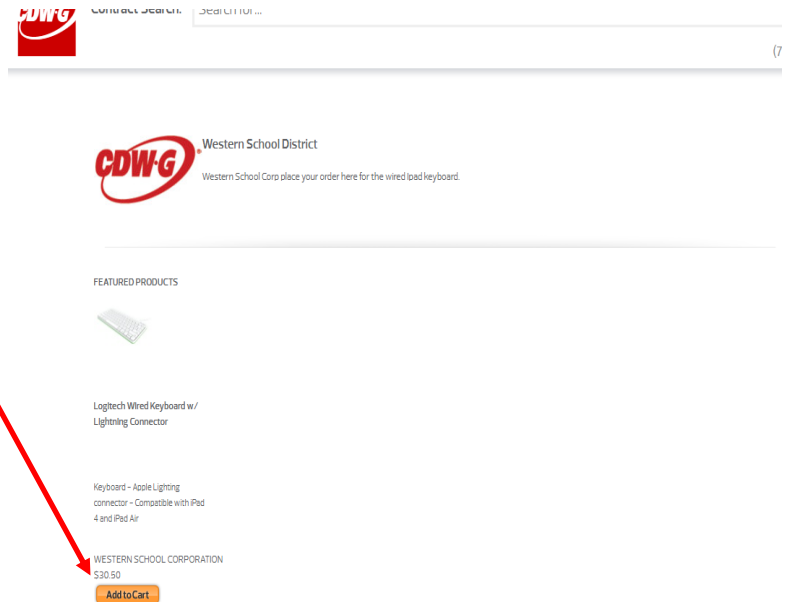 CDW·G
Contract Search: Search for...
(7
CDW·G® Western School District
Western School Corp place your order here for the wired Ipad keyboard.
FEATURED PRODUCTS
Logitech Wired Keyboard w/
Lightning Connector
Keyboard - Apple Lighting
connector - Compatible with iPad
4 and iPad Air
WESTERN SCHOOL CORPORATION
$30.50
Add to Cart